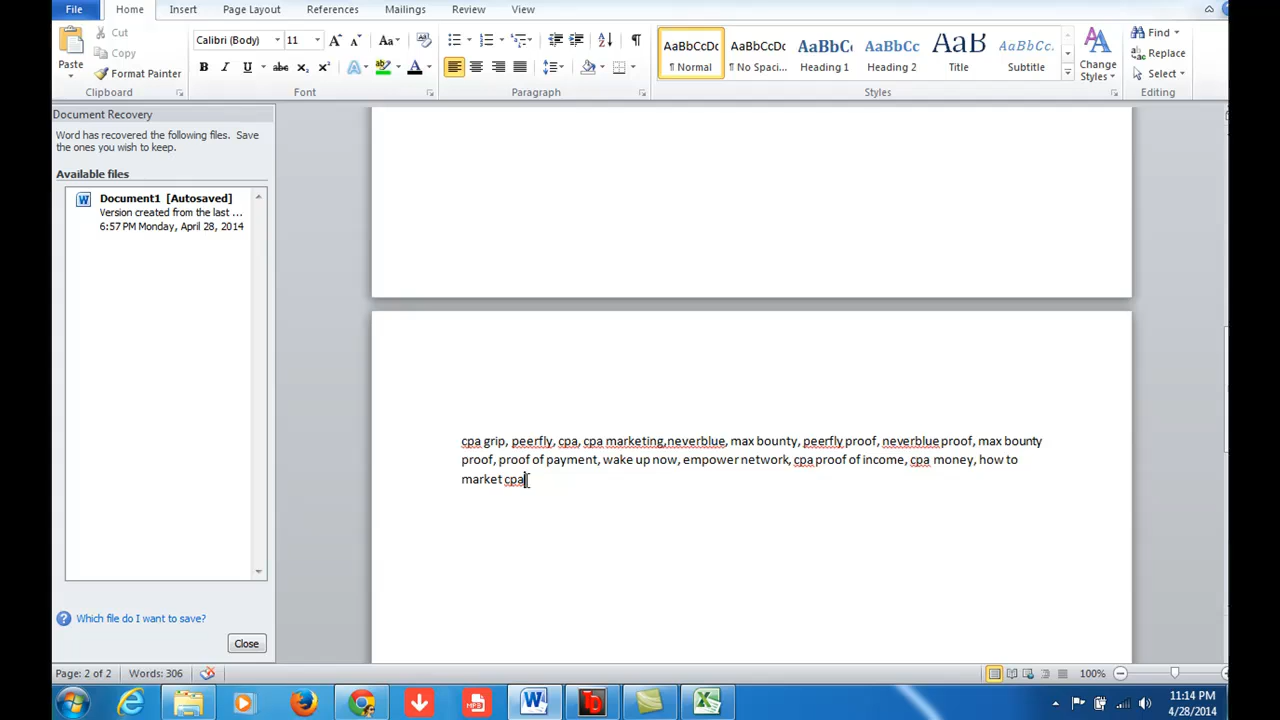 File Home Insert Page Layout References Mailings Review View
Paste
Cut
Copy
Format Painter
Clipboard
Calibri (Body) 11
Font
Paragraph
AaBbCcDc AaBbCcDc AaBbC AaBbCc AaB AaBbCc.
¶ Normal ¶ No Spaci... Heading 1 Heading 2 Title Subtitle
Change Styles
Styles
Find
Replace
Select
Editing
Document Recovery
Word has recovered the following files. Save
the ones you wish to keep.
Available files
Document1 [Autosaved]
Version created from the last ...
6:57 PM Monday, April 28, 2014
Which file do I want to save?
Close
cpa grip, peerfly, cpa, cpa marketing,neverblue, max bounty, peerfly proof, neverblue proof, max bounty
proof, proof of payment, wake up now, empower network, cpa proof of income, cpa money, how to
market cpa
Page: 2 of 2 Words: 306 100%
11:14 PM
4/28/2014